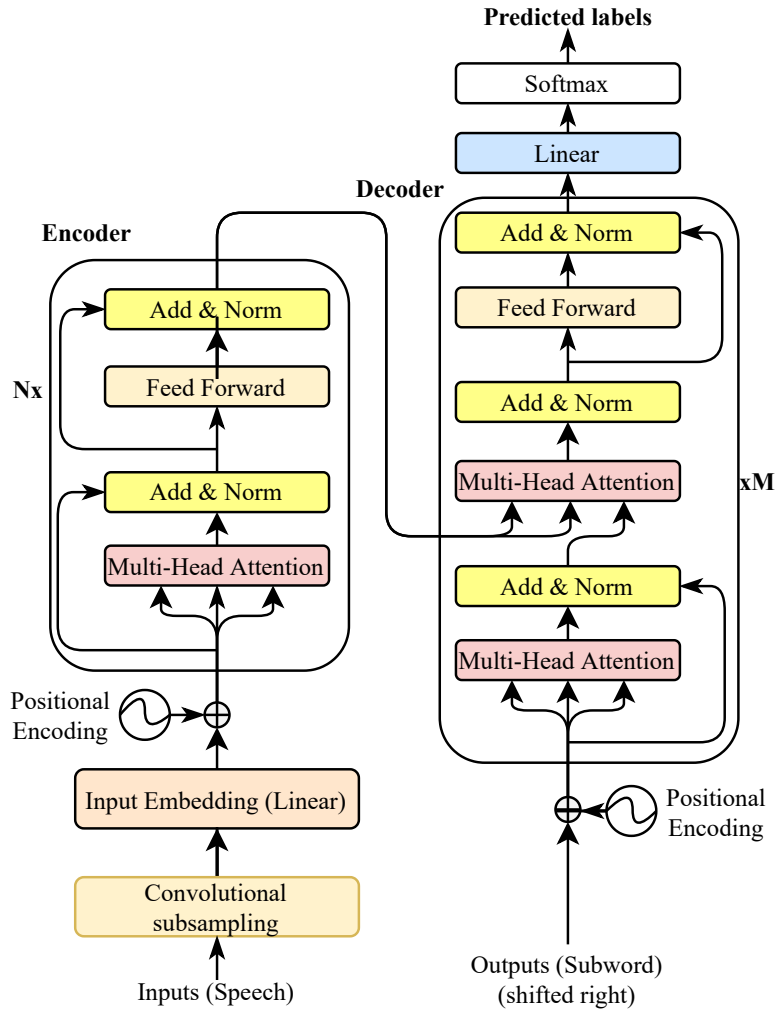 Predicted labels
Softmax
Linear
Decoder
Add & Norm
Feed Forward
Add & Norm
Multi-Head Attention
xM
Add & Norm
Multi-Head Attention
Positional
Encoding
Outputs (Subword)
(shifted right)
Encoder
Add & Norm
Feed Forward
Nx
Add & Norm
Multi-Head Attention
Positional
Encoding
Input Embedding (Linear)
Convolutional
subsampling
Inputs (Speech)